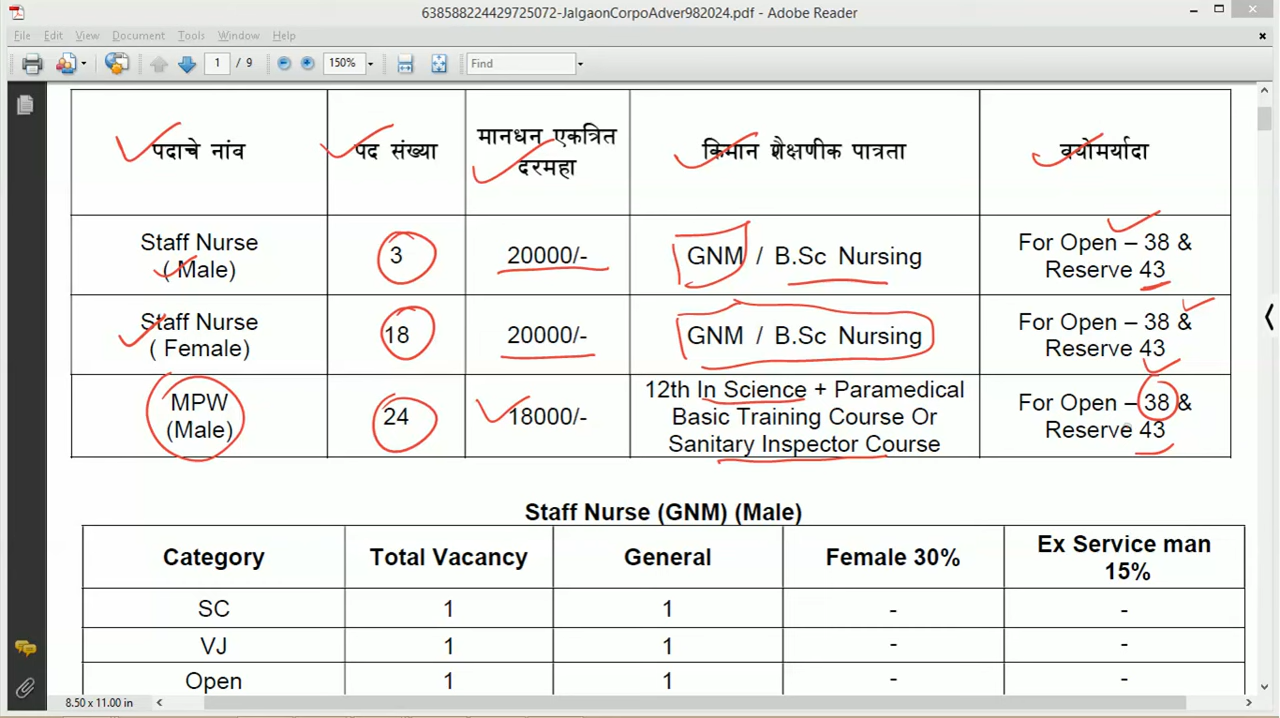 638588224429725072-JalgaonCorpoAdver982024.pdf - Adobe Reader
File Edit View Document Tools Window Help
1 / 9 150% Find
पदाचे नांव
पद संख्या
मानधन एकत्रित
दरमहा
किमान शैक्षणीक पात्रता
वयोमर्यादा
Staff Nurse
( Male)
3
20000/-
GNM / B.Sc Nursing
For Open – 38 &
Reserve 43
Staff Nurse
( Female)
18
20000/-
GNM / B.Sc Nursing
For Open – 38 &
Reserve 43
MPW
(Male)
24
18000/-
12th In Science + Paramedical
Basic Training Course Or
Sanitary Inspector Course
For Open – 38 &
Reserve 43
Staff Nurse (GNM) (Male)
Category
Total Vacancy
General
Female 30%
Ex Service man
15%
SC 1 1 - -
VJ 1 1 - -
Open 1 1 - -
8.50 x 11.00 in